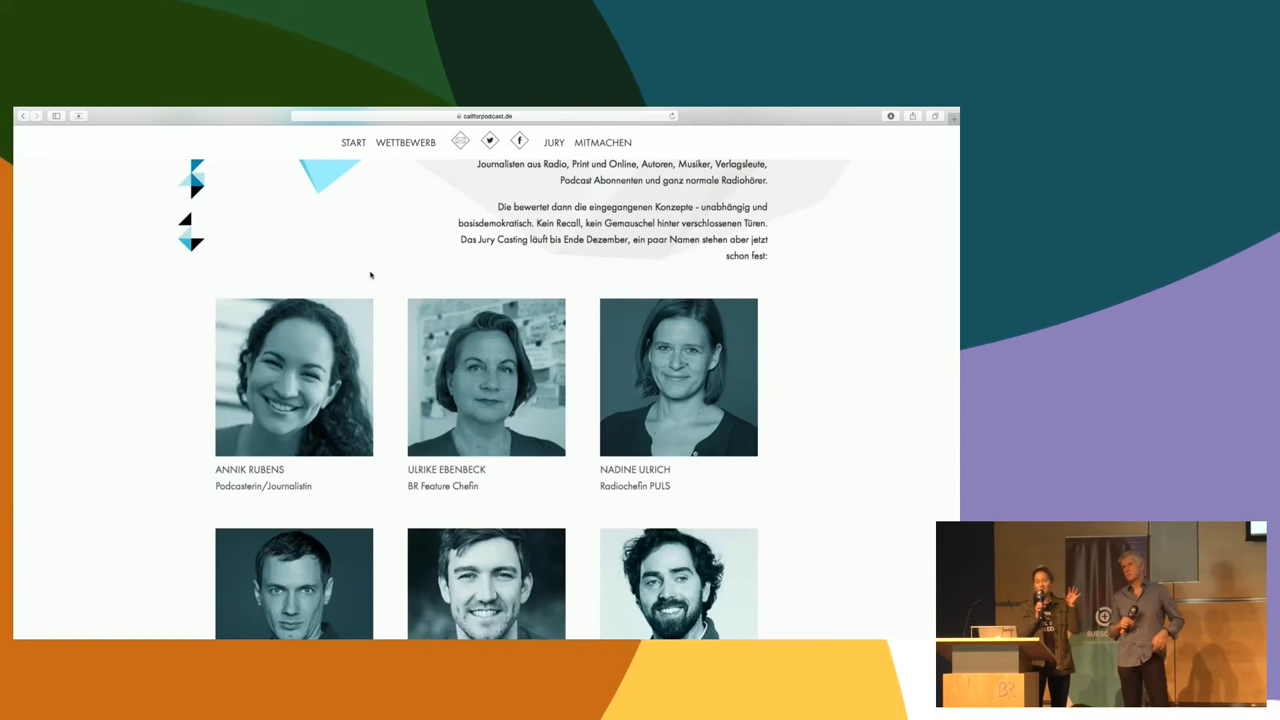 callforpodcast.de
START WETTBEWERB JURY MITMACHEN
Journalisten aus Radio, Print und Online, Autoren, Musiker, Verlagsleute,
Podcast Abonnenten und ganz normale Radiohörer.
Die bewertet dann die eingegangenen Konzepte - unabhängig und
basisdemokratisch. Kein Recall, kein Gemauschel hinter verschlossenen Türen.
Das Jury Casting läuft bis Ende Dezember, ein paar Namen stehen aber jetzt
schon fest:
ANNIK RUBENS
Podcasterin/Journalistin
ULRIKE EBENBECK
BR Feature Chefin
NADINE ULRICH
Radiochefin PULS
BR